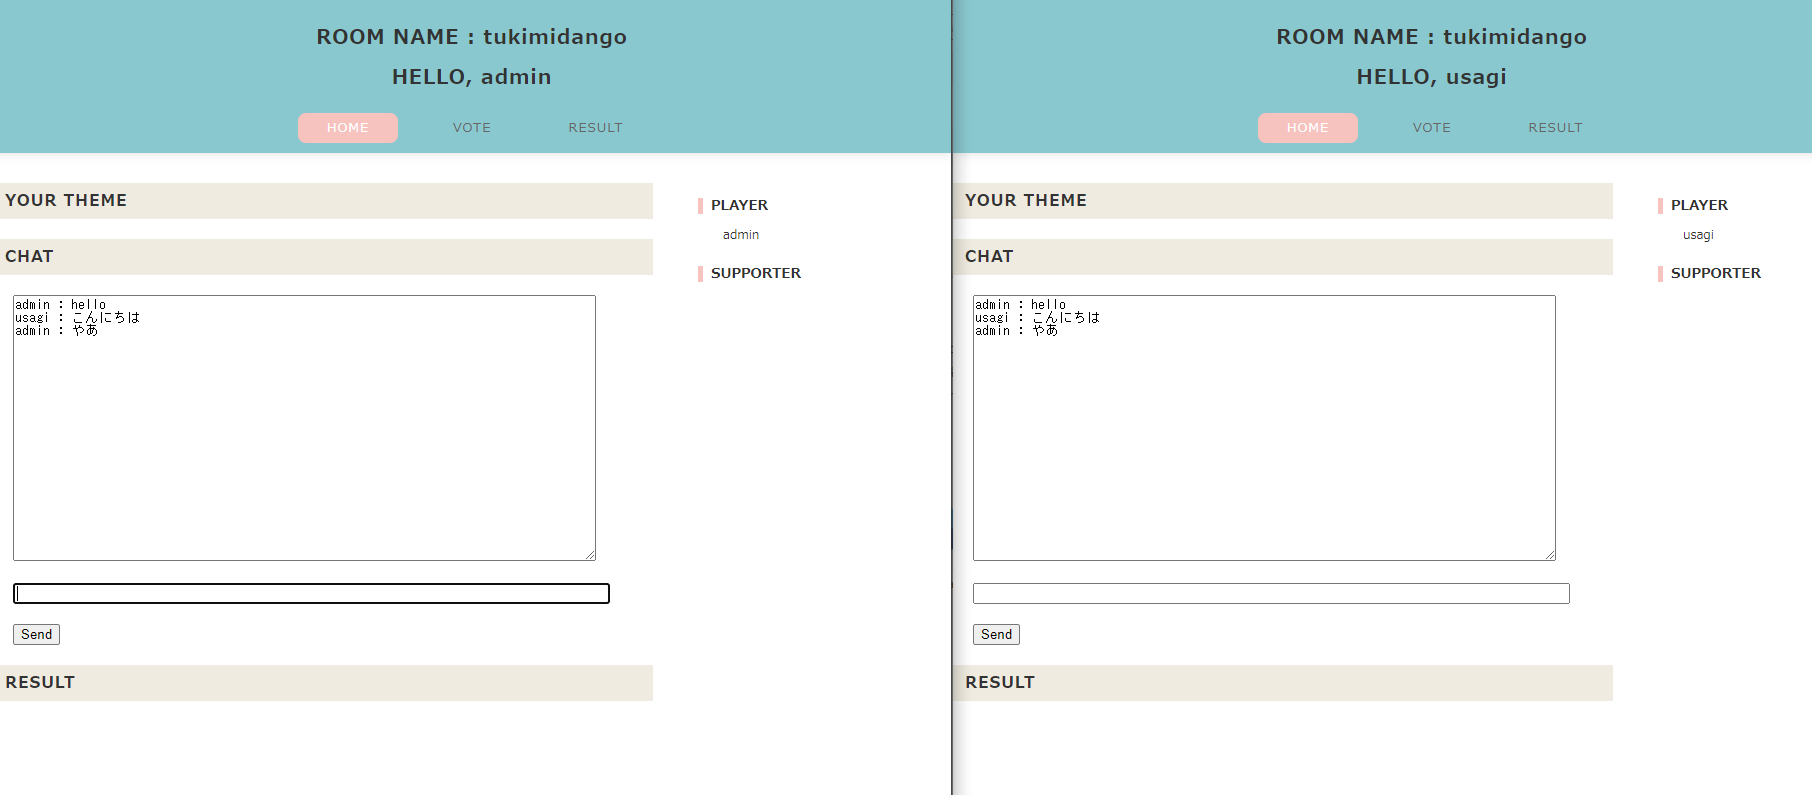 ROOM NAME : tukimidango
HELLO, admin
HOME VOTE RESULT
YOUR THEME
CHAT
admin : hello
usagi : こんにちは
admin : やあ
Send
RESULT
PLAYER
admin
SUPPORTER
ROOM NAME : tukimidango
HELLO, usagi
HOME VOTE RESULT
YOUR THEME
CHAT
admin : hello
usagi : こんにちは
admin : やあ
Send
RESULT
PLAYER
usagi
SUPPORTER